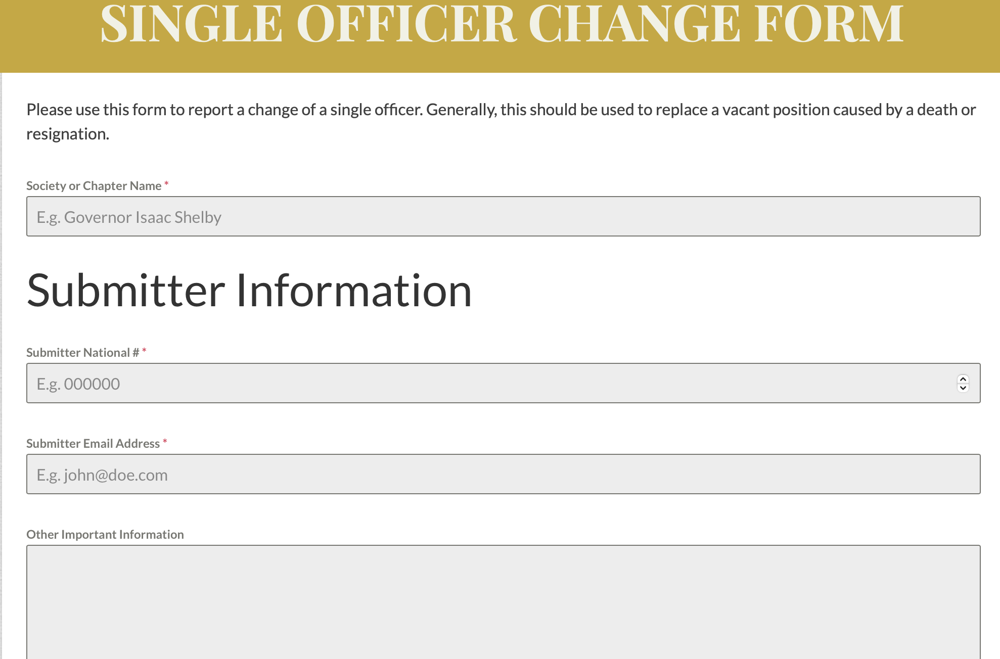 SINGLE OFFICER CHANGE FORM
Please use this form to report a change of a single officer. Generally, this should be used to replace a vacant position caused by a death or
resignation.
Society or Chapter Name *
E.g. Governor Isaac Shelby
Submitter Information
Submitter National # *
E.g. 000000
Submitter Email Address *
E.g. john@doe.com
Other Important Information